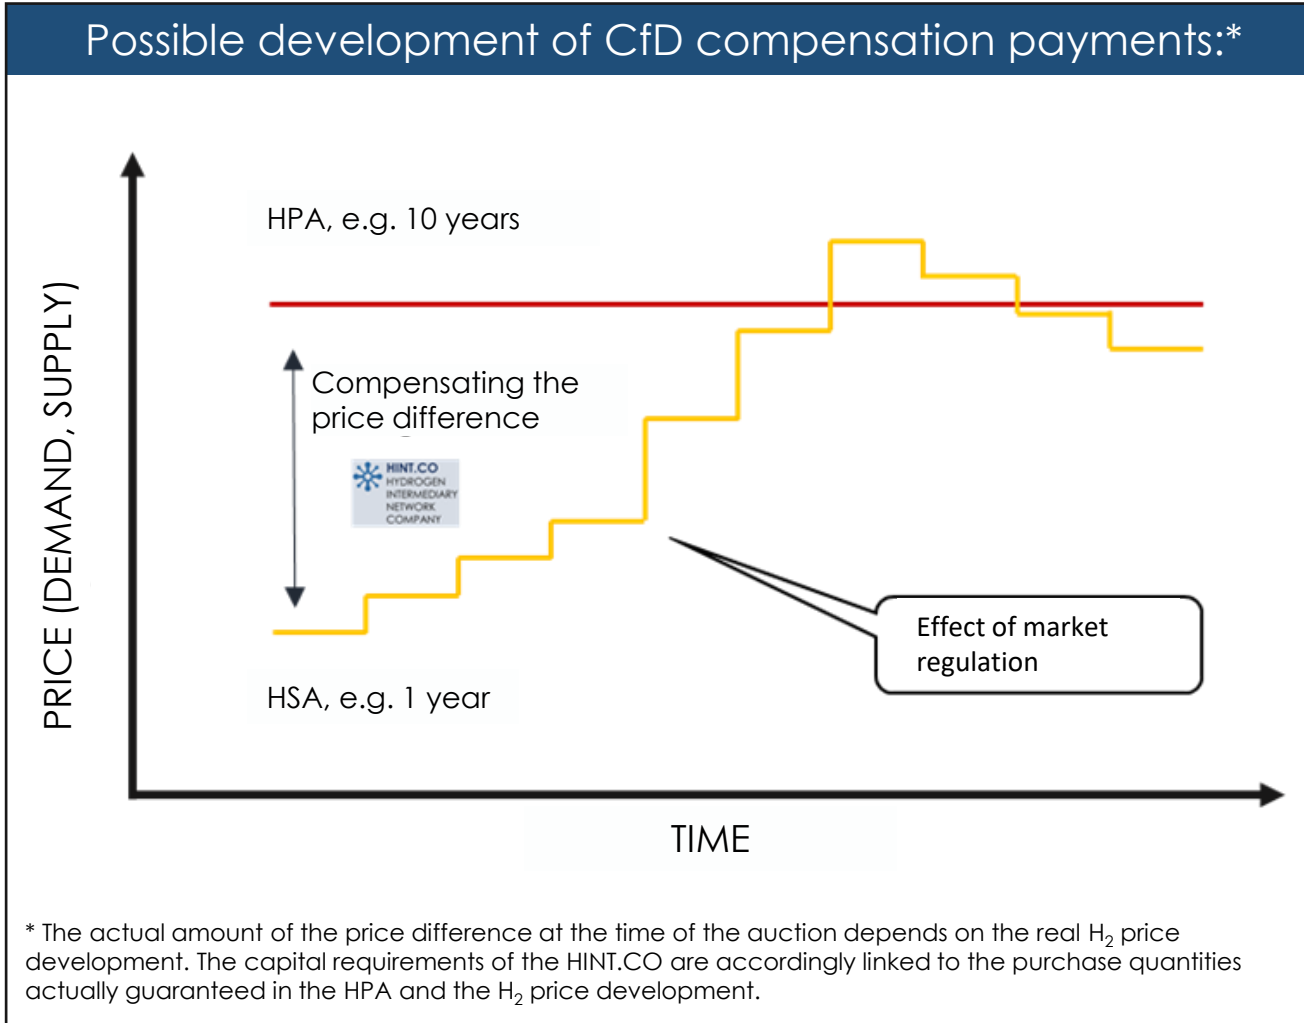 Possible development of CfD compensation payments:*
HPA, e.g. 10 years
PRICE (DEMAND, SUPPLY)
Compensating the
price difference
HINT.CO
HYDROGEN
INTERMEDIARY
NETWORK
COMPANY
Effect of market
regulation
HSA, e.g. 1 year
TIME
* The actual amount of the price difference at the time of the auction depends on the real H₂ price
development. The capital requirements of the HINT.CO are accordingly linked to the purchase quantities
actually guaranteed in the HPA and the H₂ price development.